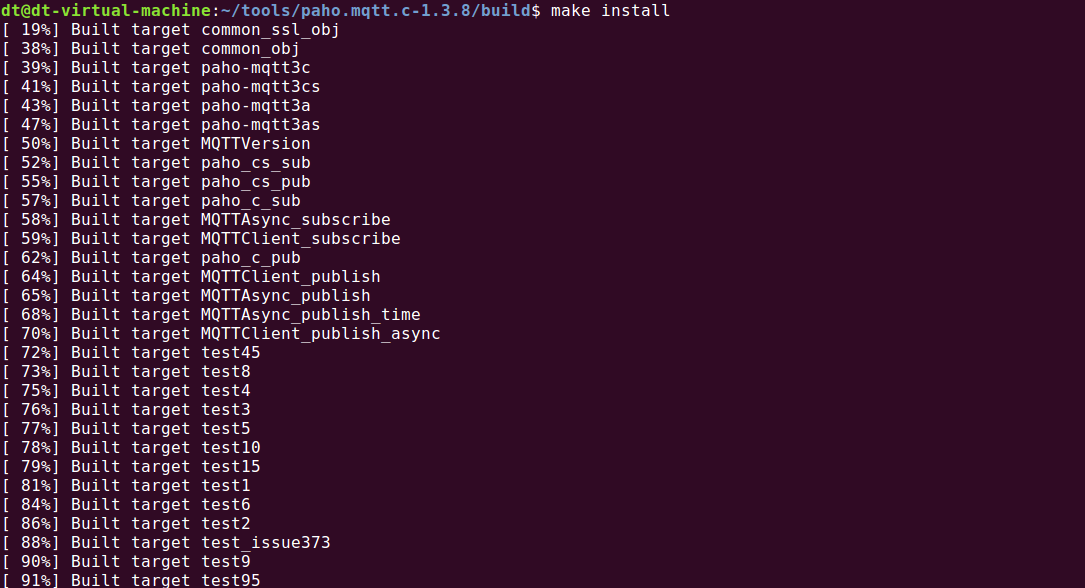 dt@dt-virtual-machine:~/tools/paho.mqtt.c-1.3.8/build$ make install
[ 19%] Built target common_ssl_obj
[ 38%] Built target common_obj
[ 39%] Built target paho-mqtt3c
[ 41%] Built target paho-mqtt3cs
[ 43%] Built target paho-mqtt3a
[ 47%] Built target paho-mqtt3as
[ 50%] Built target MQTTVersion
[ 52%] Built target paho_cs_sub
[ 55%] Built target paho_cs_pub
[ 57%] Built target paho_c_sub
[ 58%] Built target MQTTAsync_subscribe
[ 59%] Built target MQTTClient_subscribe
[ 62%] Built target paho_c_pub
[ 64%] Built target MQTTClient_publish
[ 65%] Built target MQTTAsync_publish
[ 68%] Built target MQTTAsync_publish_time
[ 70%] Built target MQTTClient_publish_async
[ 72%] Built target test45
[ 73%] Built target test8
[ 75%] Built target test4
[ 76%] Built target test3
[ 77%] Built target test5
[ 78%] Built target test10
[ 79%] Built target test15
[ 81%] Built target test1
[ 84%] Built target test6
[ 86%] Built target test2
[ 88%] Built target test_issue373
[ 90%] Built target test9
[ 91%] Built target test95